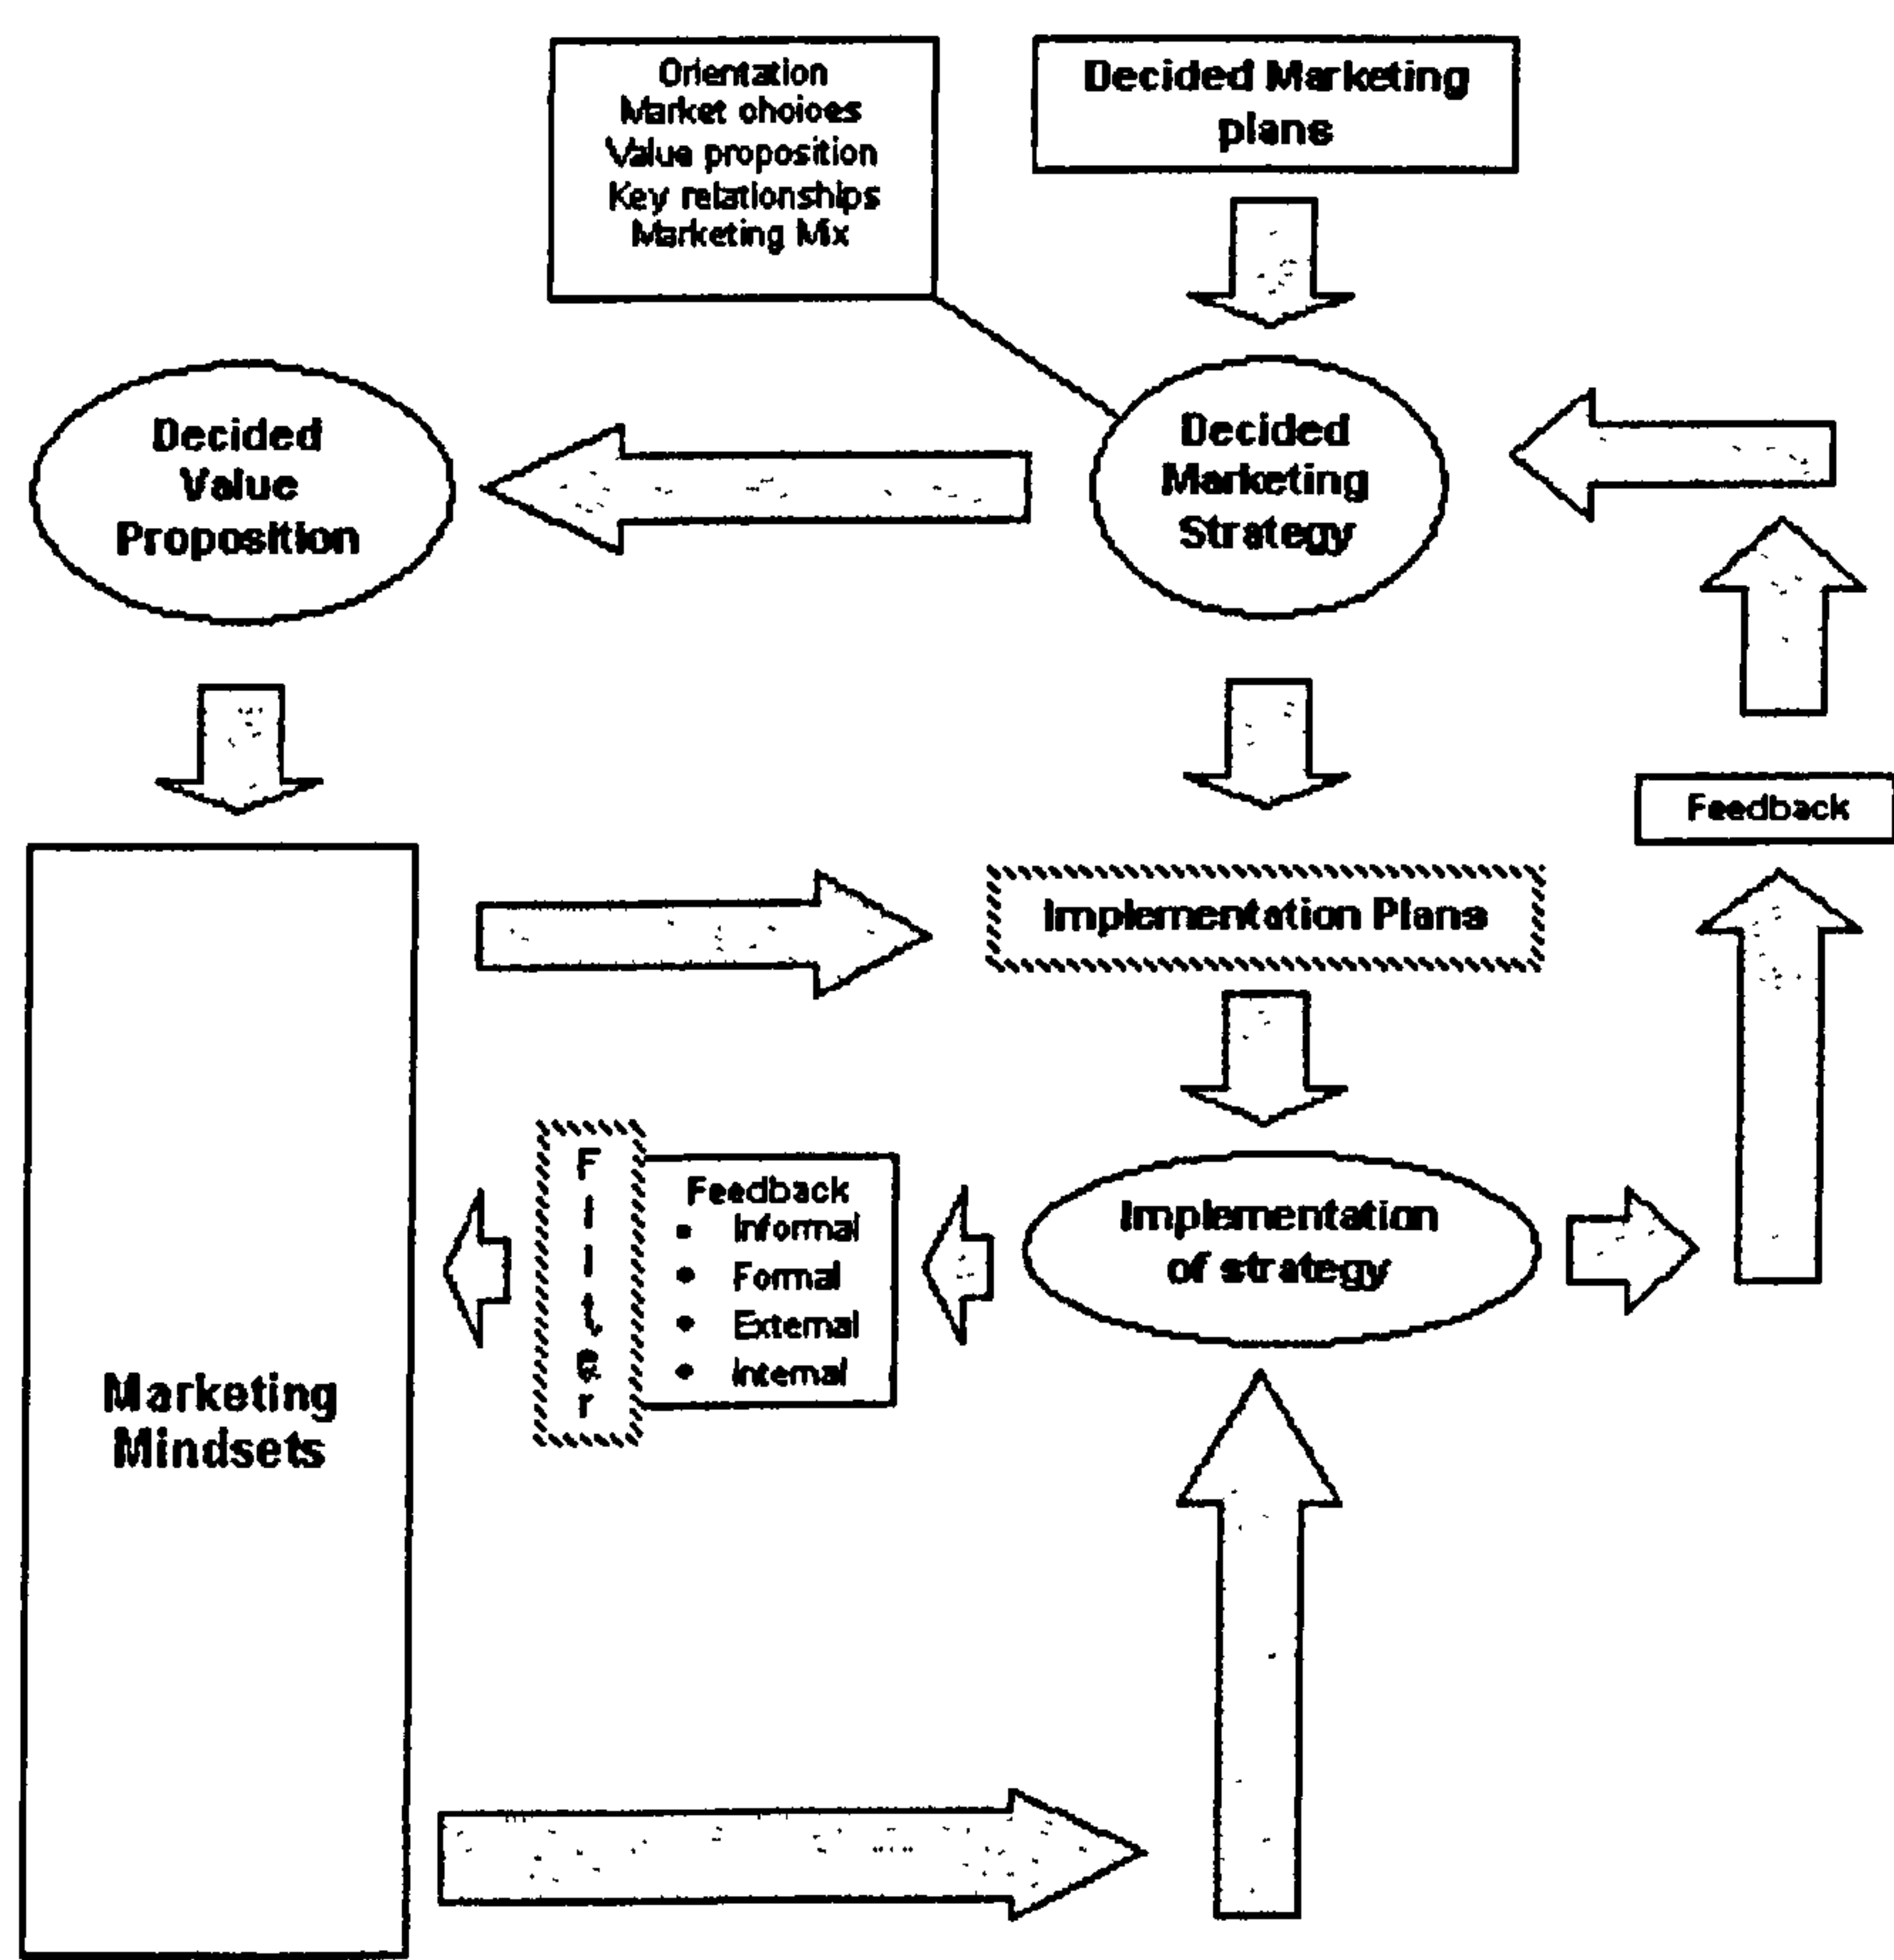 Orientation
Market choices
Value proposition
Key relationships
Marketing Mix
Decided Marketing
plans
Decided
Value
Proposition
Decided
Marketing
Strategy
Feedback
Implementation Plans
Filter
Feedback
• Informal
• Formal
• External
• Internal
Implementation
of strategy
Marketing
Mindsets